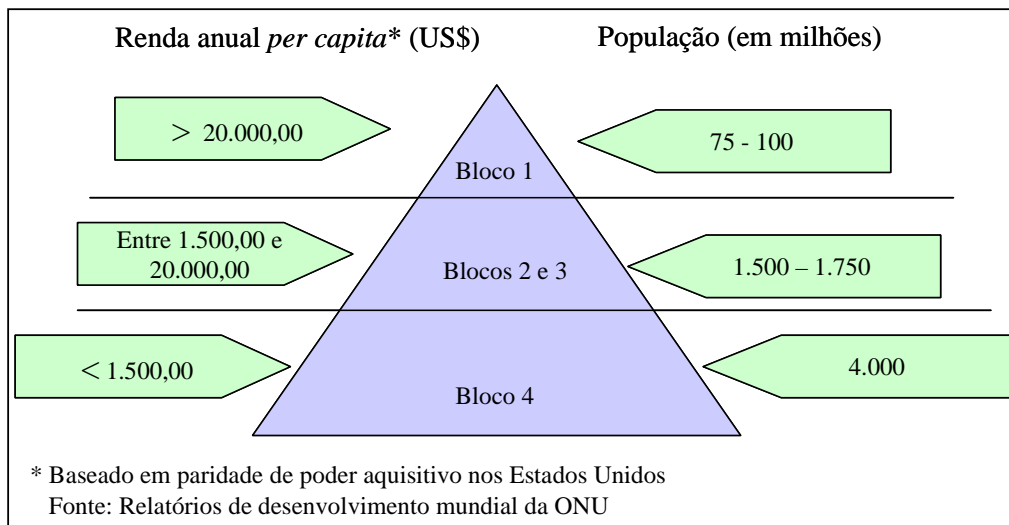 Renda anual per capita* (US$) População (em milhões)
> 20.000,00
75 - 100
Bloco 1
Entre 1.500,00 e
20.000,00
Blocos 2 e 3
1.500 – 1.750
< 1.500,00
4.000
Bloco 4
* Baseado em paridade de poder aquisitivo nos Estados Unidos
Fonte: Relatórios de desenvolvimento mundial da ONU